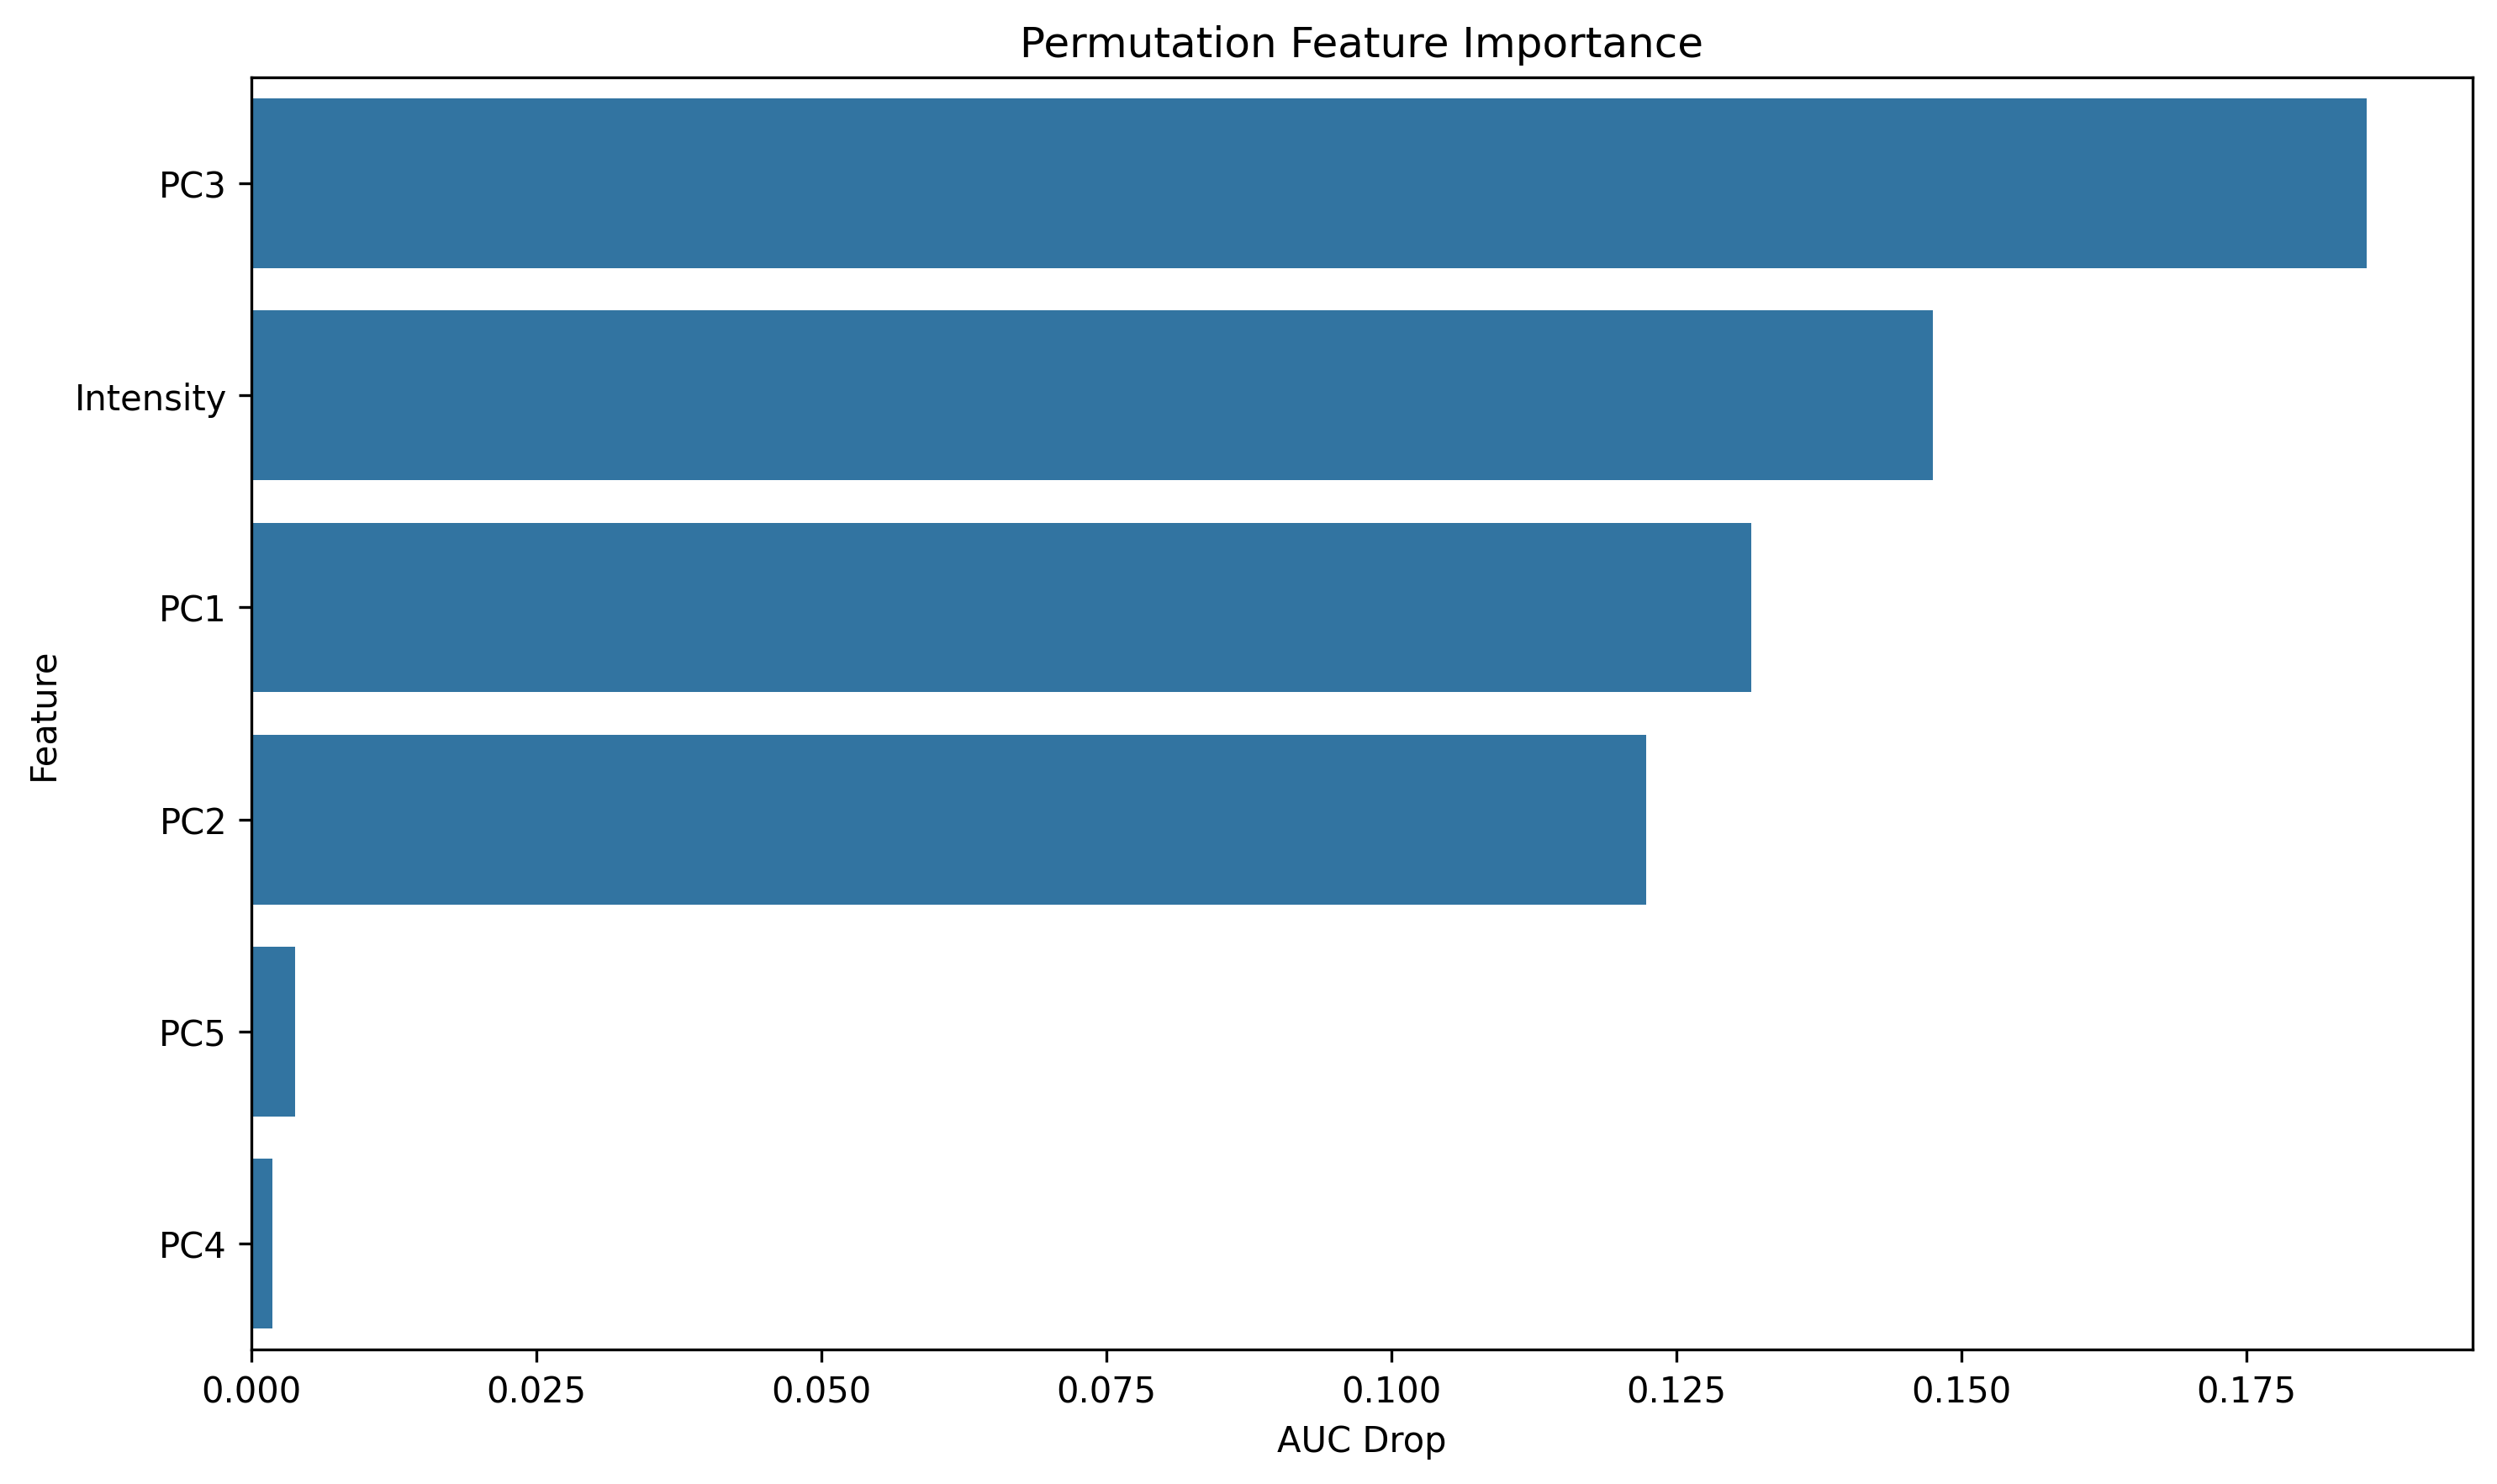 Permutation Feature Importance
PC3
Intensity
PC1
PC2
PC5
PC4
Feature
0.000 0.025 0.050 0.075 0.100 0.125 0.150 0.175
AUC Drop